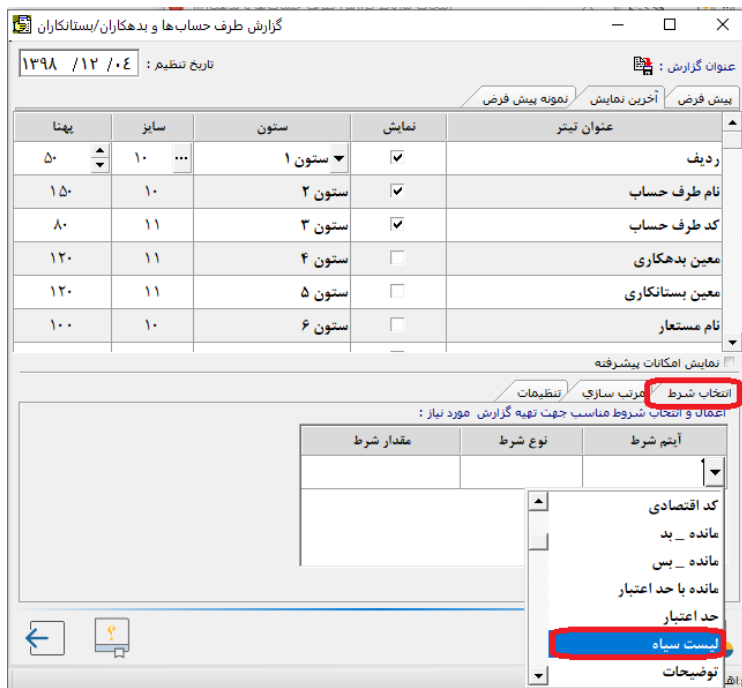 گزارش طرف حساب‌ها و بدهکاران/بستانکاران
عنوان گزارش :
تاریخ تنظیم : ۱۳۹۸ /۱۲ /۰۴
پیش فرض آخرین نمایش نمونه پیش فرض
عنوان تیتر نمایش ستون سایز پهنا
ردیف ستون ۱ ۱۰ ... ۵۰
نام طرف حساب ستون ۲ ۱۰ ۱۵۰
کد طرف حساب ستون ۳ ۱۱ ۸۰
معین بدهکاری ستون ۴ ۱۱ ۱۲۰
معین بستانکاری ستون ۵ ۱۱ ۱۲۰
نام مستعار ستون ۶ ۱۰ ۱۰۰
نمایش امکانات پیشرفته
انتخاب شرط مرتب سازي تنظیمات
اعمال و انتخاب شروط مناسب جهت تهیه گزارش مورد نیاز :
آیتم شرط نوع شرط مقدار شرط
کد اقتصادی
مانده _ بد
مانده _ بس
مانده با حد اعتبار
حد اعتبار
لیست سیاه
توضیحات